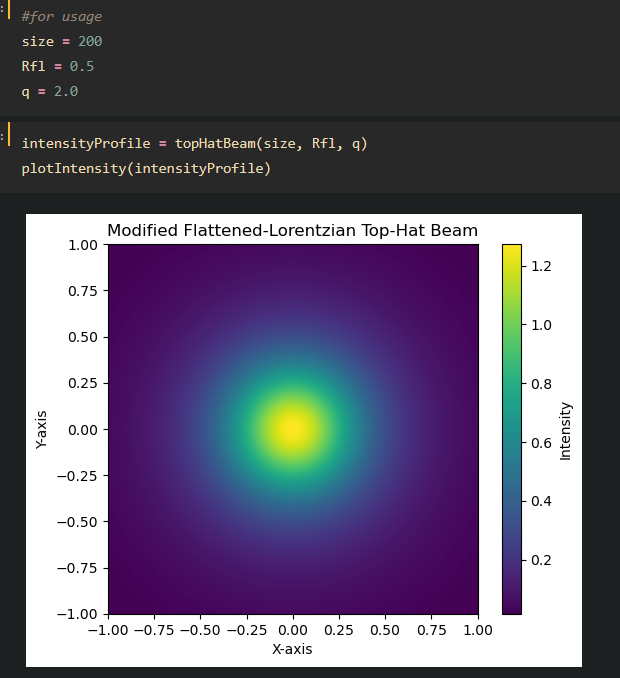 #for usage
size = 200
Rfl = 0.5
q = 2.0
intensityProfile = topHatBeam(size, Rfl, q)
plotIntensity(intensityProfile)
Modified Flattened-Lorentzian Top-Hat Beam
1.00
0.75
0.50
0.25
0.00
−0.25
−0.50
−0.75
−1.00
Y-axis
−1.00 −0.75 −0.50 −0.25 0.00 0.25 0.50 0.75 1.00
X-axis
1.2
1.0
0.8
0.6
0.4
0.2
Intensity